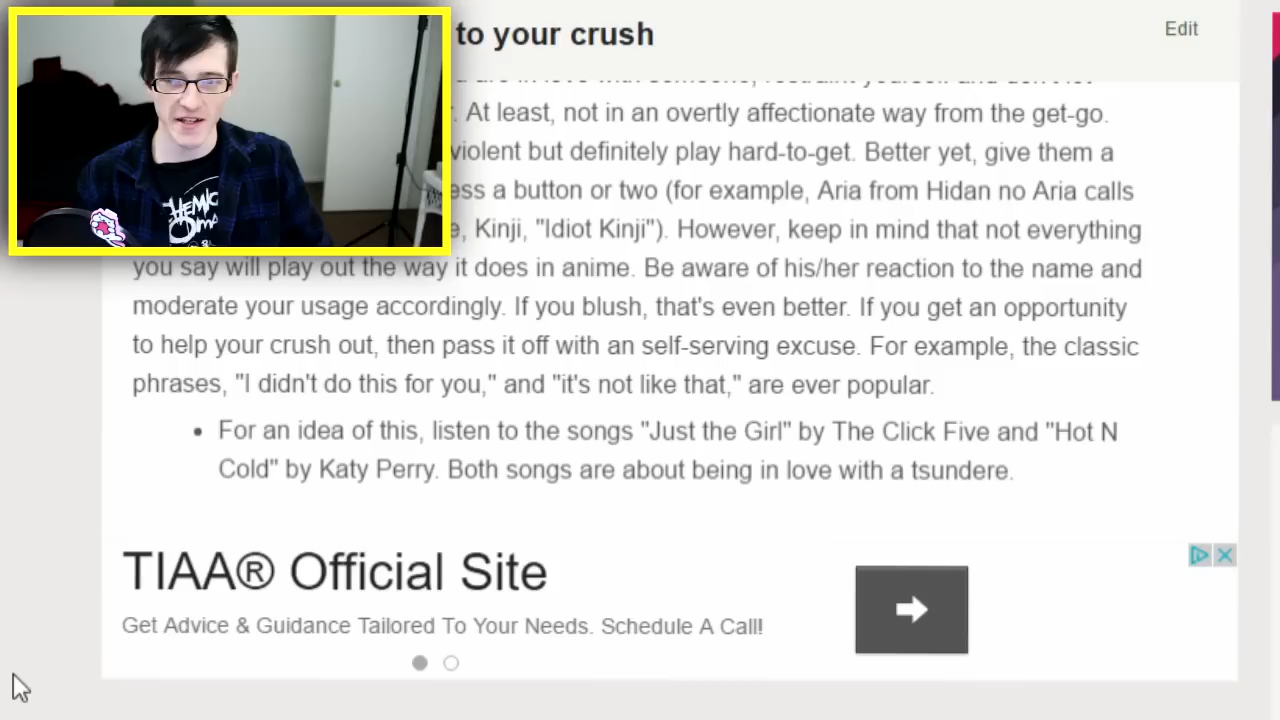 to your crush
Edit
. At least, not in an overtly affectionate way from the get-go.
violent but definitely play hard-to-get. Better yet, give them a
ess a button or two (for example, Aria from Hidan no Aria calls
e, Kinji, "Idiot Kinji"). However, keep in mind that not everything
you say will play out the way it does in anime. Be aware of his/her reaction to the name and
moderate your usage accordingly. If you blush, that's even better. If you get an opportunity
to help your crush out, then pass it off with an self-serving excuse. For example, the classic
phrases, "I didn't do this for you," and "it's not like that," are ever popular.
• For an idea of this, listen to the songs "Just the Girl" by The Click Five and "Hot N
Cold" by Katy Perry. Both songs are about being in love with a tsundere.
TIAA® Official Site
Get Advice & Guidance Tailored To Your Needs. Schedule A Call!